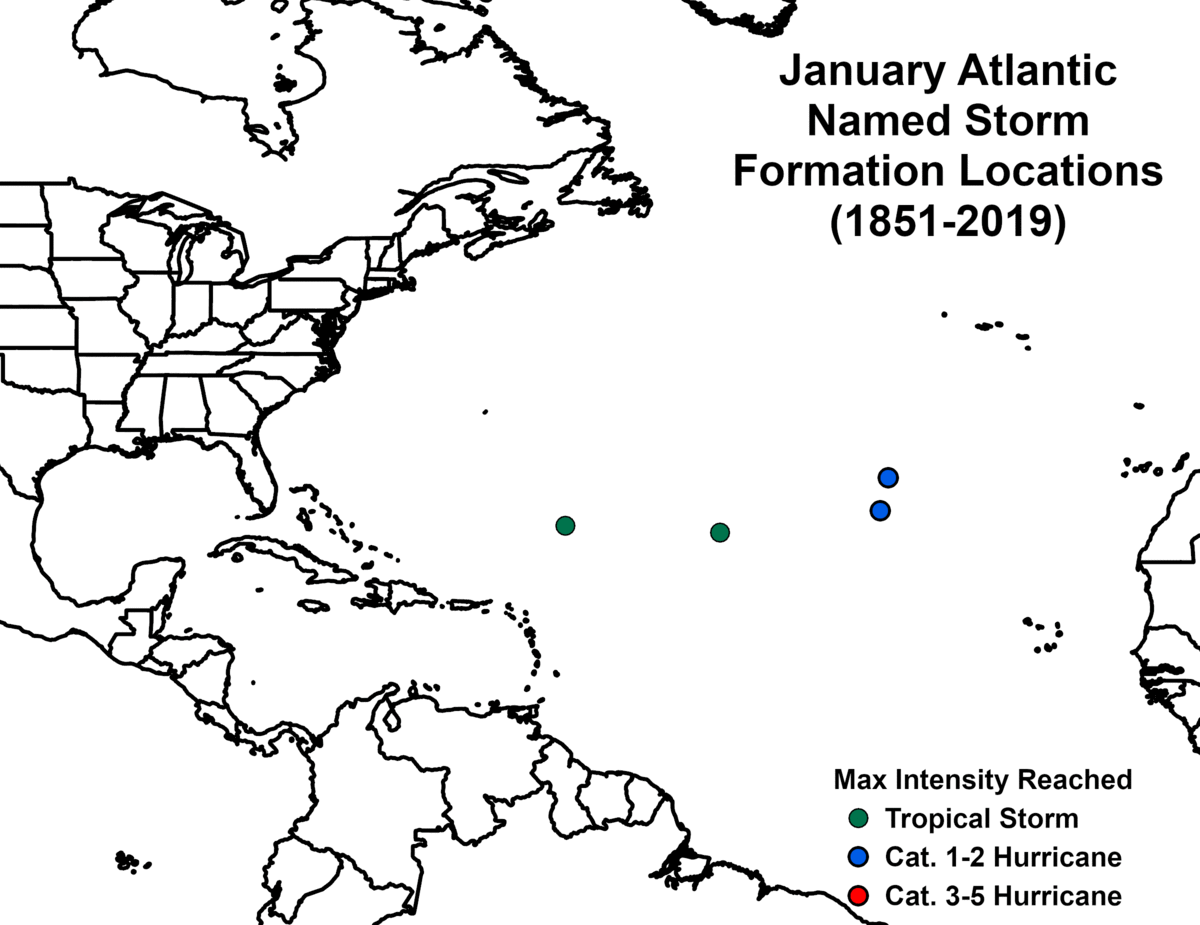 January Atlantic
Named Storm
Formation Locations
(1851-2019)
Max Intensity Reached
Tropical Storm
Cat. 1-2 Hurricane
Cat. 3-5 Hurricane